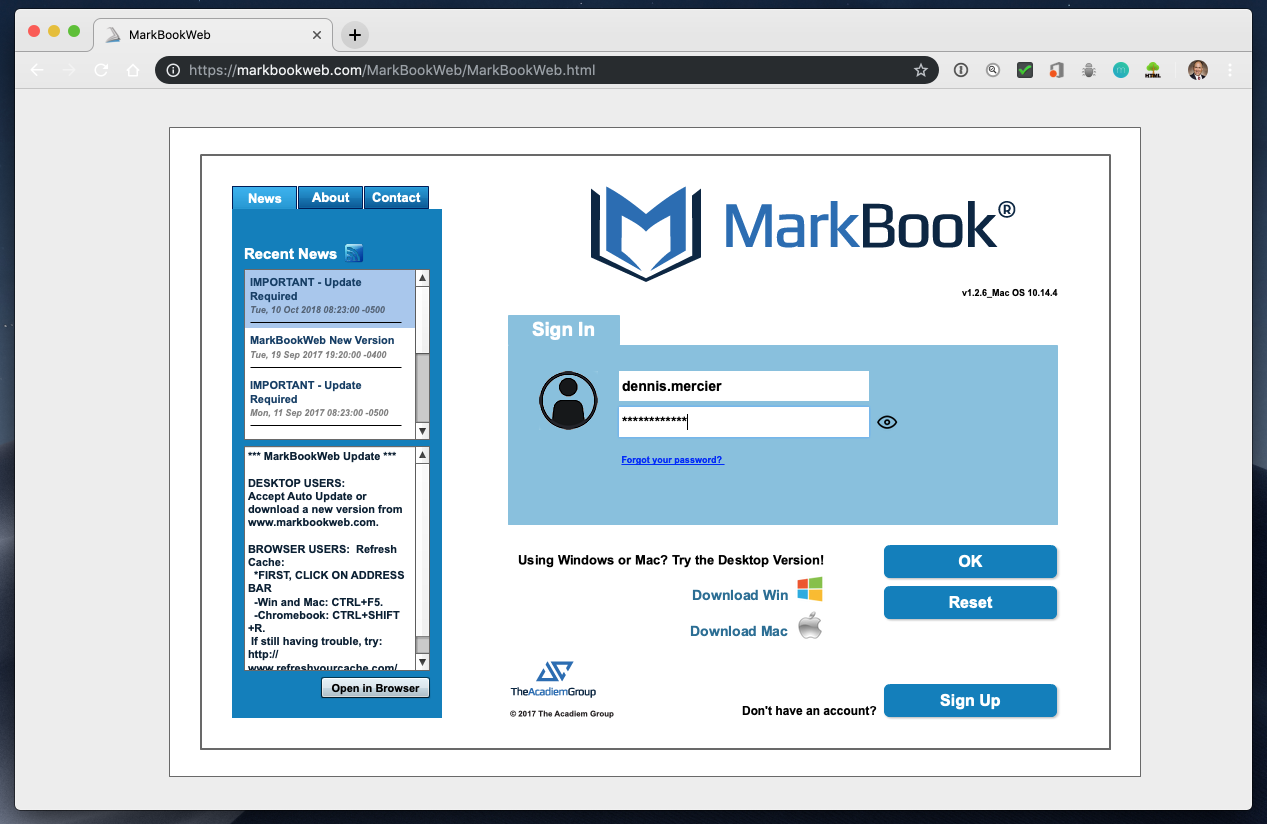 MarkBookWeb
https://markbookweb.com/MarkBookWeb/MarkBookWeb.html
HTML
News
About
Contact
Recent News
IMPORTANT - Update
Required
Tue, 10 Oct 2018 08:23:00 -0500
MarkBookWeb New Version
Tue, 19 Sep 2017 19:20:00 -0400
IMPORTANT - Update
Required
Mon, 11 Sep 2017 08:23:00 -0500
*** MarkBookWeb Update ***
DESKTOP USERS:
Accept Auto Update or
download a new version from
www.markbookweb.com.
BROWSER USERS:  Refresh
Cache:
*FIRST, CLICK ON ADDRESS
BAR
-Win and Mac: CTRL+F5.
-Chromebook: CTRL+SHIFT
+R.
If still having trouble, try:
http://
www.refreshyourcache.com/
Open in Browser
MarkBook®
v1.2.6_Mac OS 10.14.4
Sign In
dennis.mercier
************
Forgot your password?
Using Windows or Mac? Try the Desktop Version!
Download Win
Download Mac
OK
Reset
TheAcadiemGroup
© 2017 The Acadiem Group
Don't have an account?
Sign Up